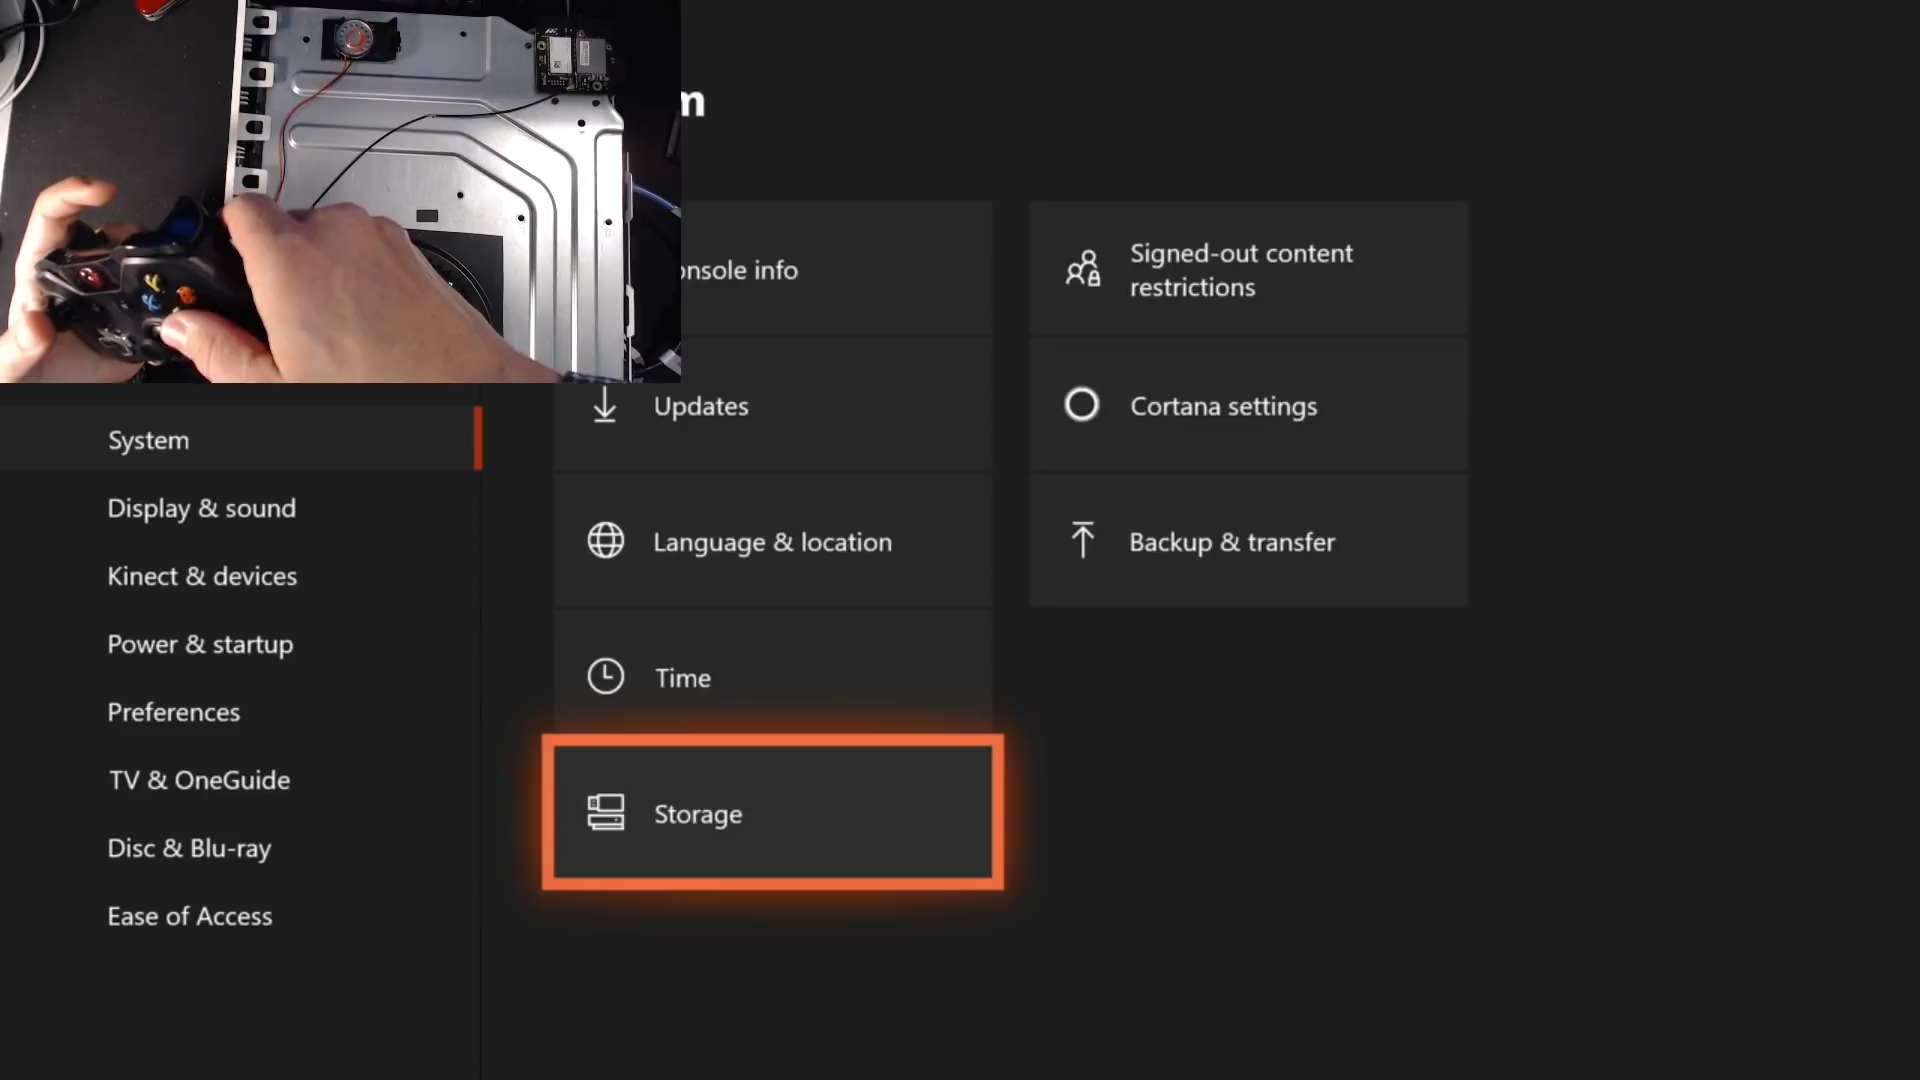 m
onsole info
Signed-out content
restrictions
Updates
Cortana settings
System
Display & sound
Language & location
Backup & transfer
Kinect & devices
Power & startup
Time
Preferences
TV & OneGuide
Storage
Disc & Blu-ray
Ease of Access